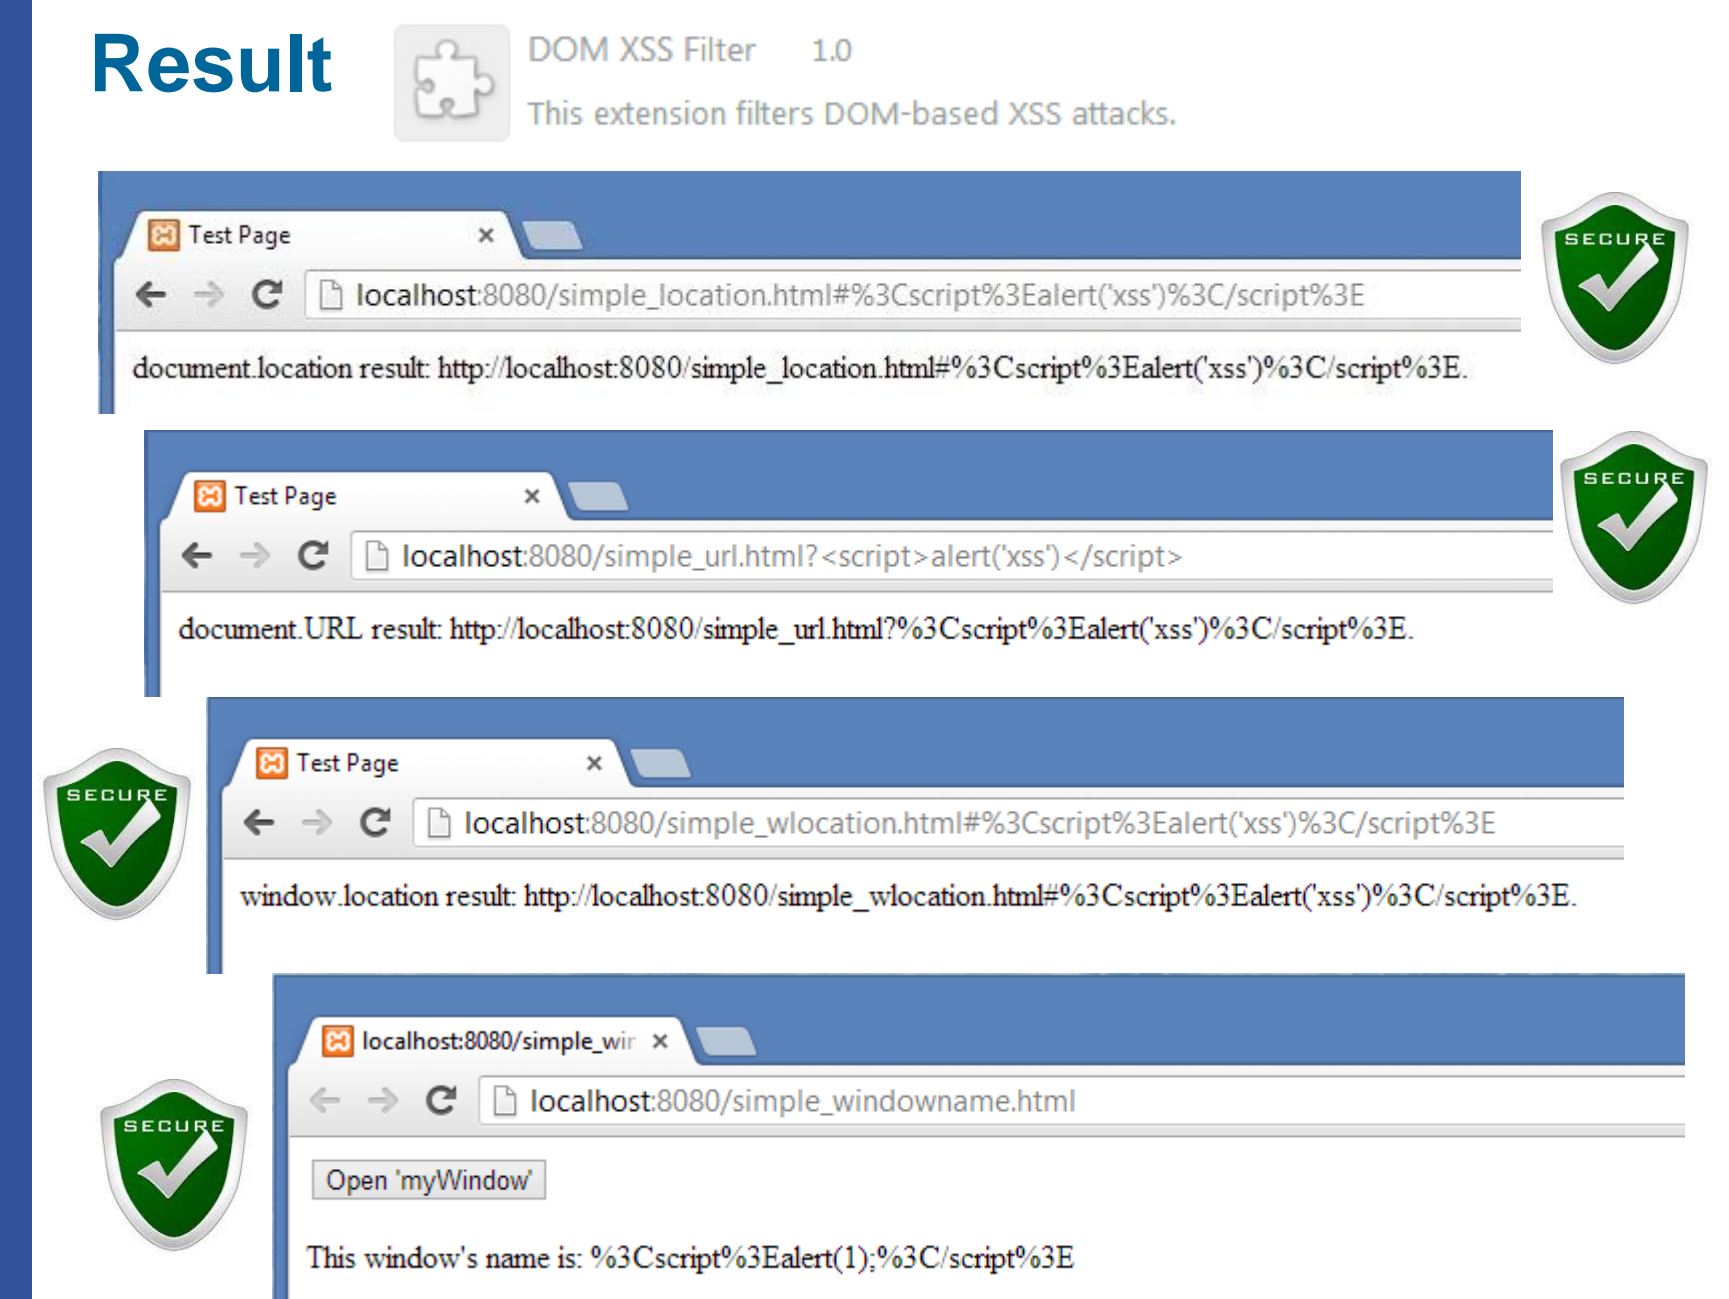 Result
DOM XSS Filter 1.0
This extension filters DOM-based XSS attacks.
Test Page
localhost:8080/simple_location.html#%3Cscript%3Ealert('xss')%3C/script%3E
document.location result: http://localhost:8080/simple_location.html#%3Cscript%3Ealert('xss')%3C/script%3E.
SECURE
Test Page
localhost:8080/simple_url.html?<script>alert('xss')</script>
document.URL result: http://localhost:8080/simple_url.html?%3Cscript%3Ealert('xss')%3C/script%3E.
SECURE
Test Page
localhost:8080/simple_wlocation.html#%3Cscript%3Ealert('xss')%3C/script%3E
window.location result: http://localhost:8080/simple_wlocation.html#%3Cscript%3Ealert('xss')%3C/script%3E.
SECURE
localhost:8080/simple_wir
localhost:8080/simple_windowname.html
Open 'myWindow'
This window's name is: %3Cscript%3Ealert(1);%3C/script%3E
SECURE